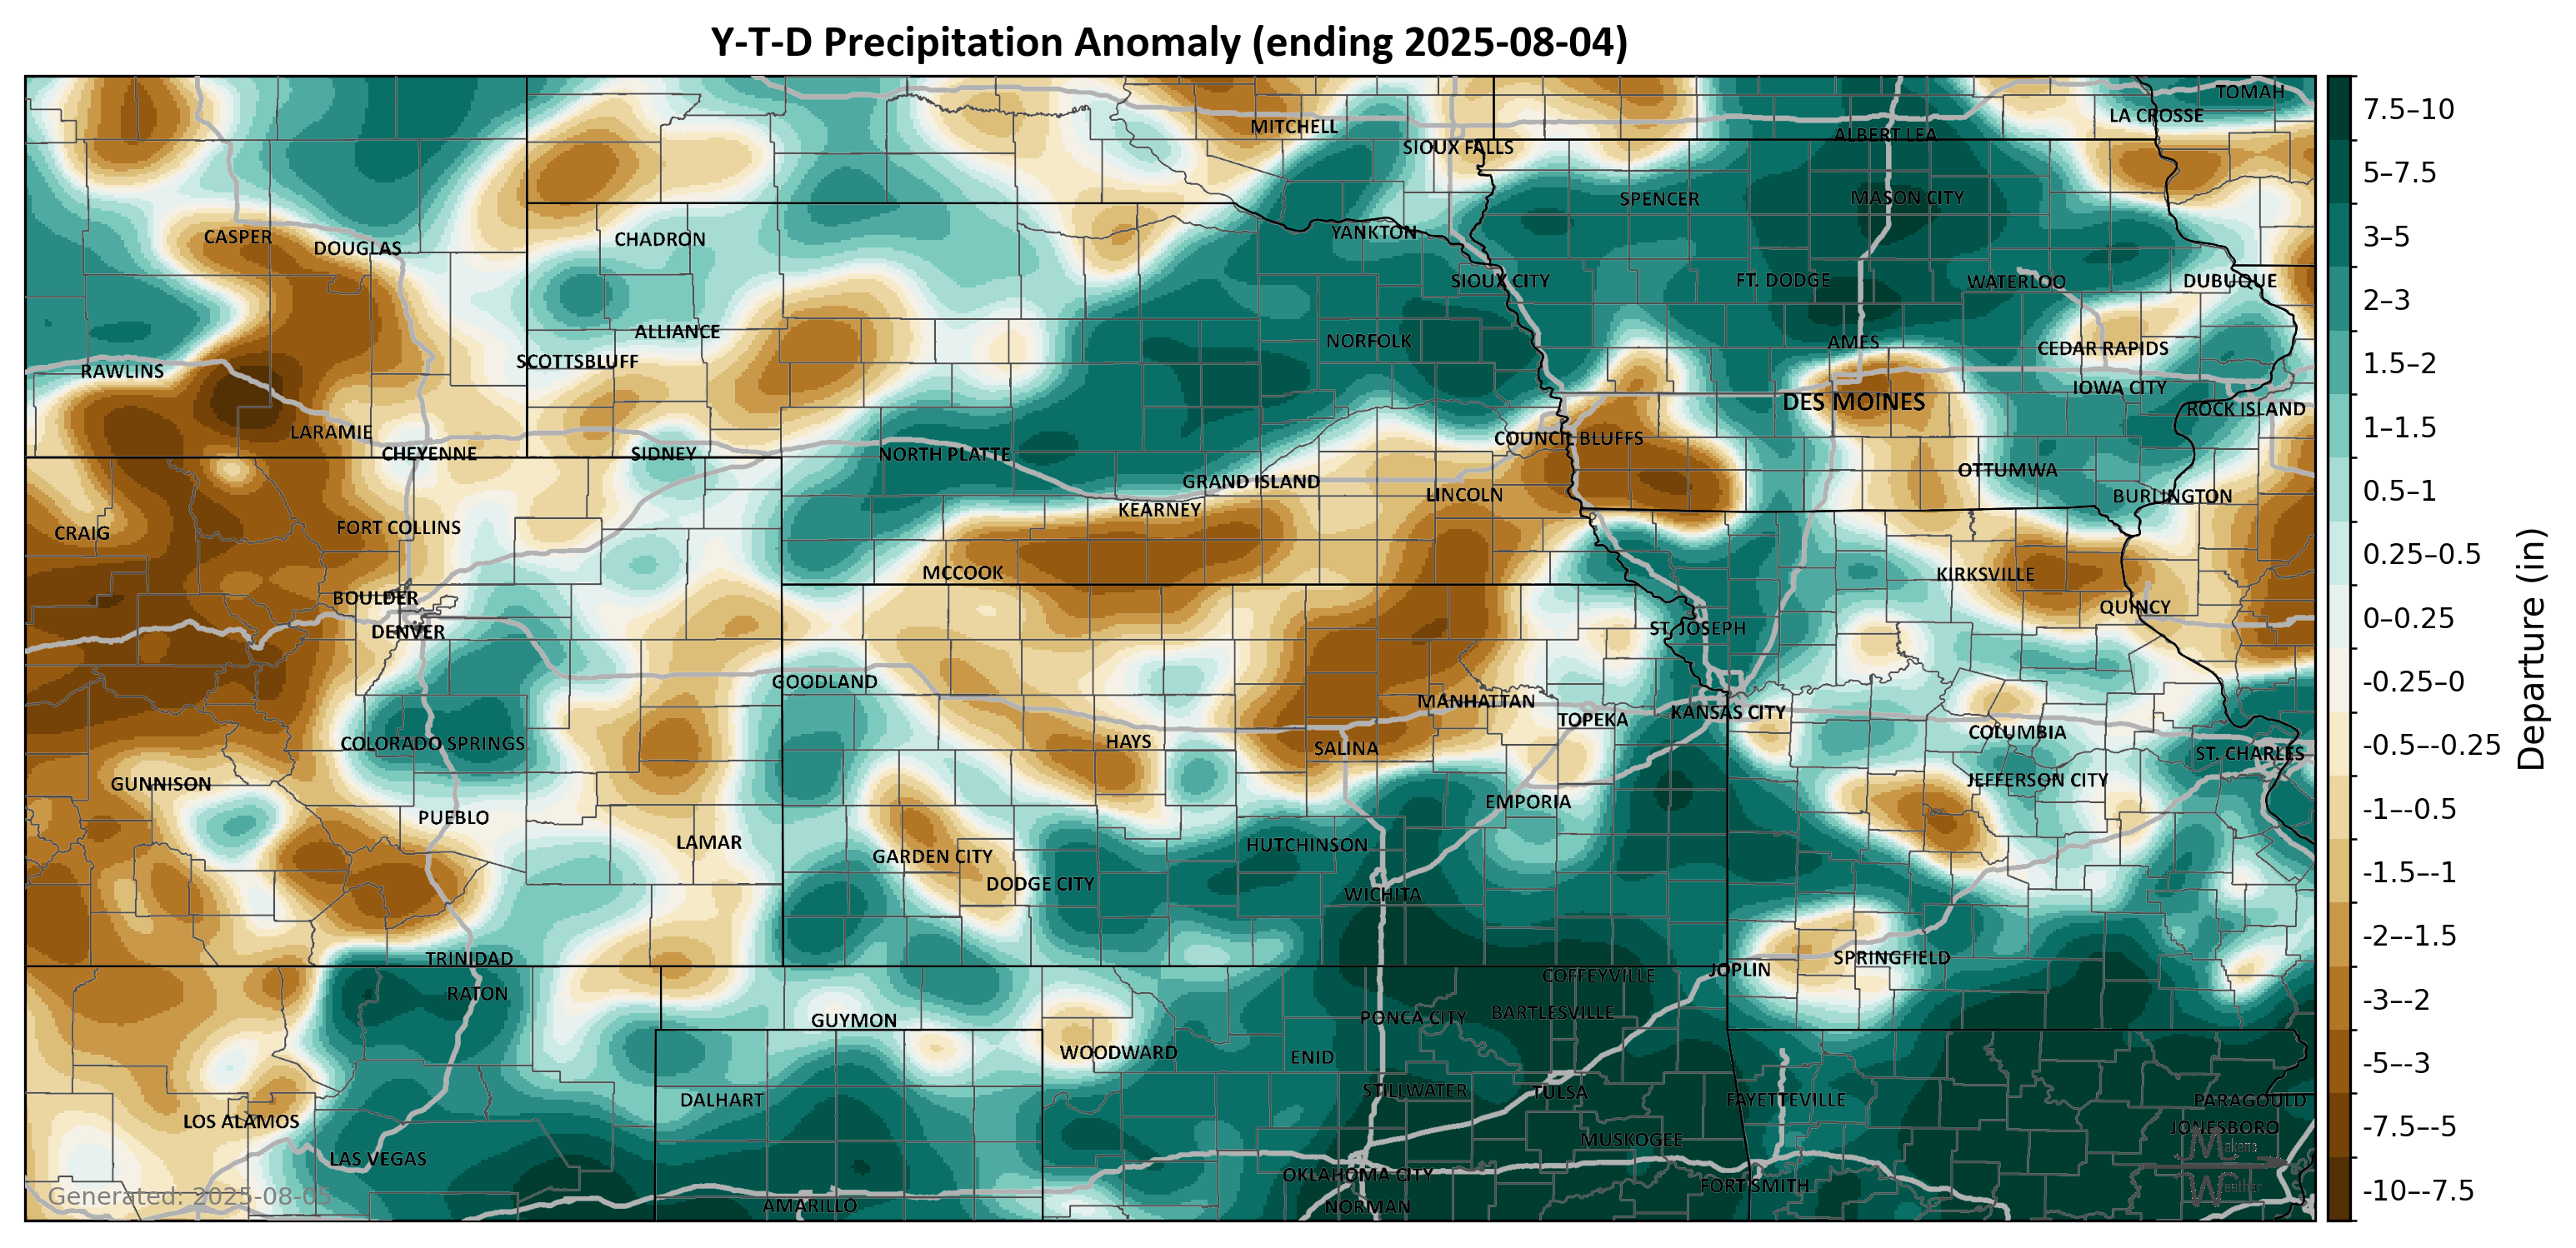 Y-T-D Precipitation Anomaly (ending 2025-08-04)
TOMAH
LA CROSSE
MITCHELL
ALBERT LEA
SIOUX FALLS
SPENCER
MASON CITY
YANKTON
CASPER
CHADRON
DOUGLAS
SIOUX CITY
FT. DODGE
WATERLOO
DUBUQUE
ALLIANCE
NORFOLK
AMES
CEDAR RAPIDS
SCOTTSBLUFF
RAWLINS
IOWA CITY
DES MOINES
ROCK ISLAND
LARAMIE
COUNCIL BLUFFS
CHEYENNE
SIDNEY
NORTH PLATTE
OTTUMWA
GRAND ISLAND
LINCOLN
BURLINGTON
KEARNEY
CRAIG
FORT COLLINS
MCCOOK
KIRKSVILLE
BOULDER
QUINCY
DENVER
ST. JOSEPH
GOODLAND
MANHATTAN
TOPEKA
KANSAS CITY
COLUMBIA
COLORADO SPRINGS
HAYS
SALINA
ST. CHARLES
GUNNISON
JEFFERSON CITY
EMPORIA
PUEBLO
LAMAR
HUTCHINSON
GARDEN CITY
DODGE CITY
WICHITA
TRINIDAD
SPRINGFIELD
JOPLIN
COFFEYVILLE
RATON
BARTLESVILLE
GUYMON
PONCA CITY
WOODWARD
ENID
STILLWATER
TULSA
DALHART
FAYETTEVILLE
PARAGOULD
LOS ALAMOS
JONESBORO
MUSKOGEE
Makens
LAS VEGAS
OKLAHOMA CITY
FORT SMITH
Weather
Generated: 2025-08-05
AMARILLO
NORMAN
7.5–10
5–7.5
3–5
2–3
1.5–2
1–1.5
0.5–1
0.25–0.5
0–0.25
-0.25–0
-0.5–-0.25
-1–-0.5
-1.5–-1
-2–-1.5
-3–-2
-5–-3
-7.5–-5
-10–-7.5
Departure (in)